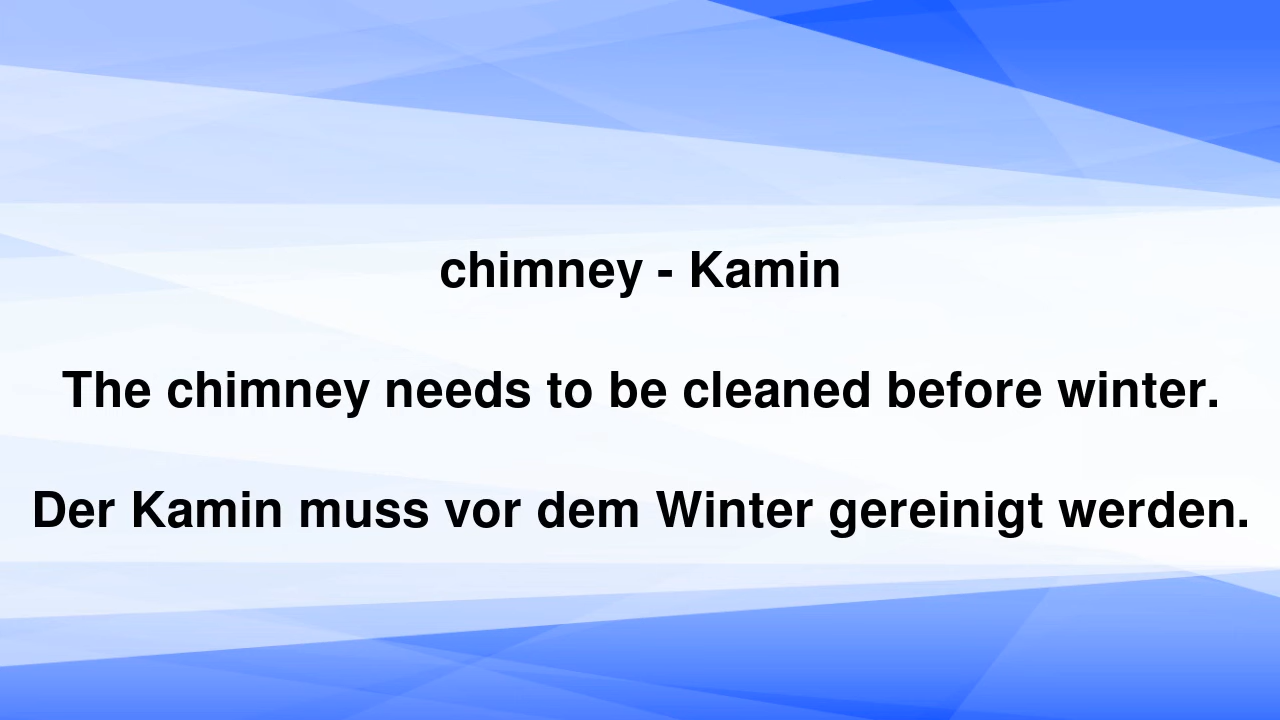 chimney - Kamin
The chimney needs to be cleaned before winter.
Der Kamin muss vor dem Winter gereinigt werden.